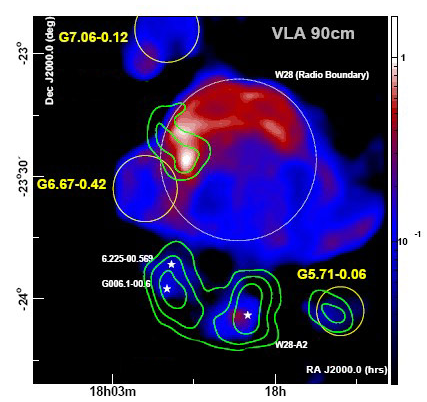 VLA 90cm
G7.06-0.12
W28 (Radio Boundary)
Dec J2000.0 (deg)
-23°
-23°30
-24°
1
10 -1
G6.67-0.42
6.225-00.569
G006.1-00.6
G5.71-0.06
W28-A2
RA J2000.0 (hrs)
18h03m
18h